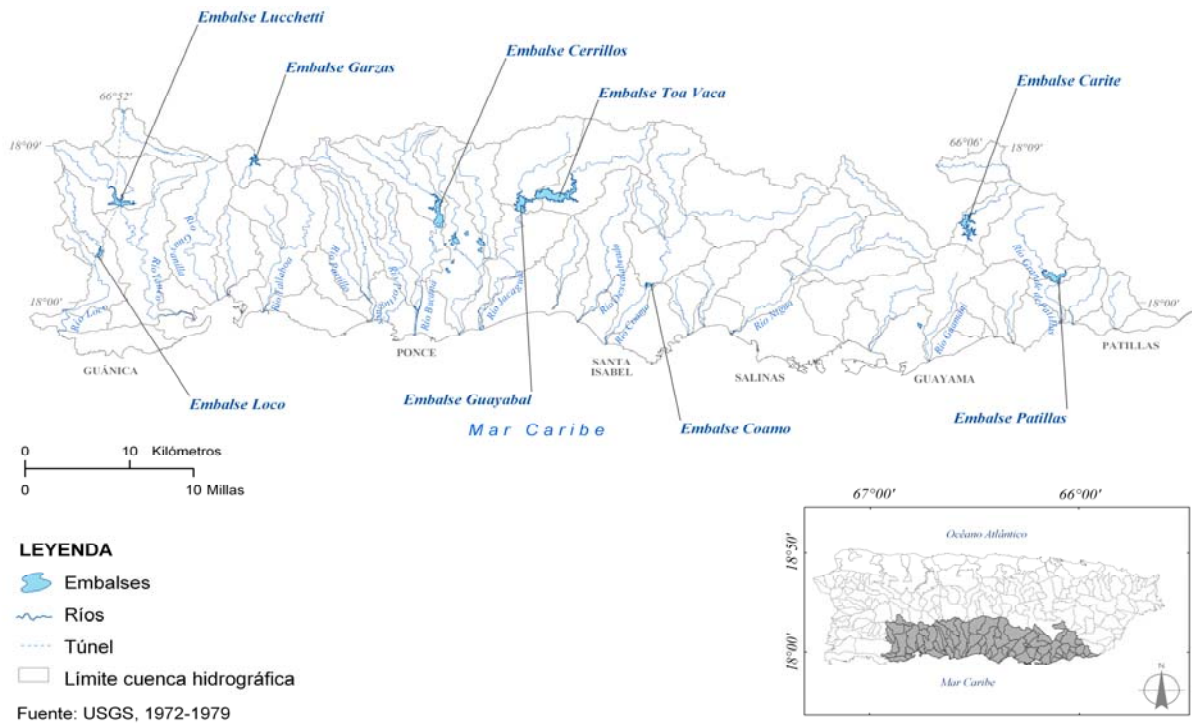 Embalse Lucchetti
Embalse Cerrillos
Embalse Garzas
Embalse Toa Vaca
Embalse Carite
66°52'
18°09'
66°06'
18°09'
Río Guayanilla
Río Yauco
Río Tallaboa
Río Portugués
Río Bucaná
Río Jacaguas
Río Descalabrado
Río Coamo
Río Nigua
Río Guamaní
Río Grande de Patillas
18°00'
Río Loco
18°00'
GUÁNICA
PONCE
SANTA
ISABEL
SALINAS
GUAYAMA
PATILLAS
Embalse Loco
Embalse Guayabal
Embalse Coamo
Embalse Patillas
Mar Caribe
0 10 Kilómetros
0 10 Millas
LEYENDA
Embalses
Ríos
Túnel
Límite cuenca hidrográfica
Fuente: USGS, 1972-1979
67°00' 66°00'
Océano Atlántico
18°50'
18°00'
Mar Caribe
N